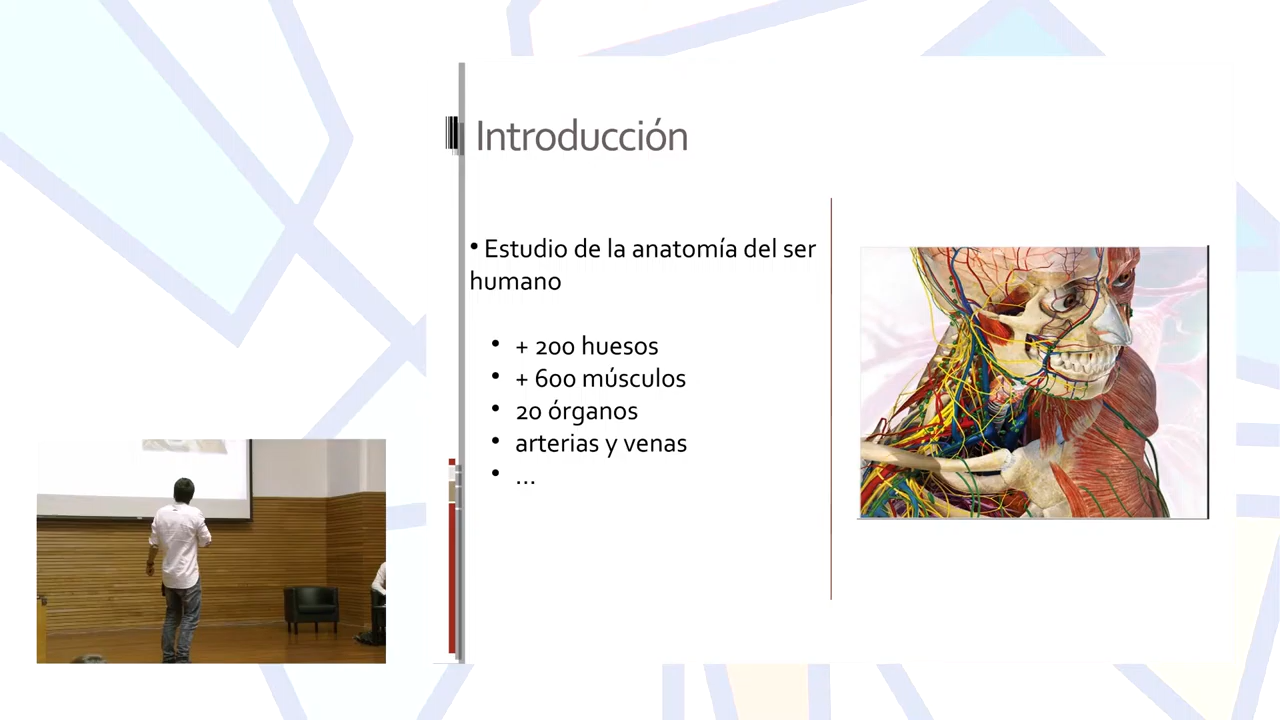 Introducción
• Estudio de la anatomía del ser
humano
• + 200 huesos
• + 600 músculos
• 20 órganos
• arterias y venas
• ...